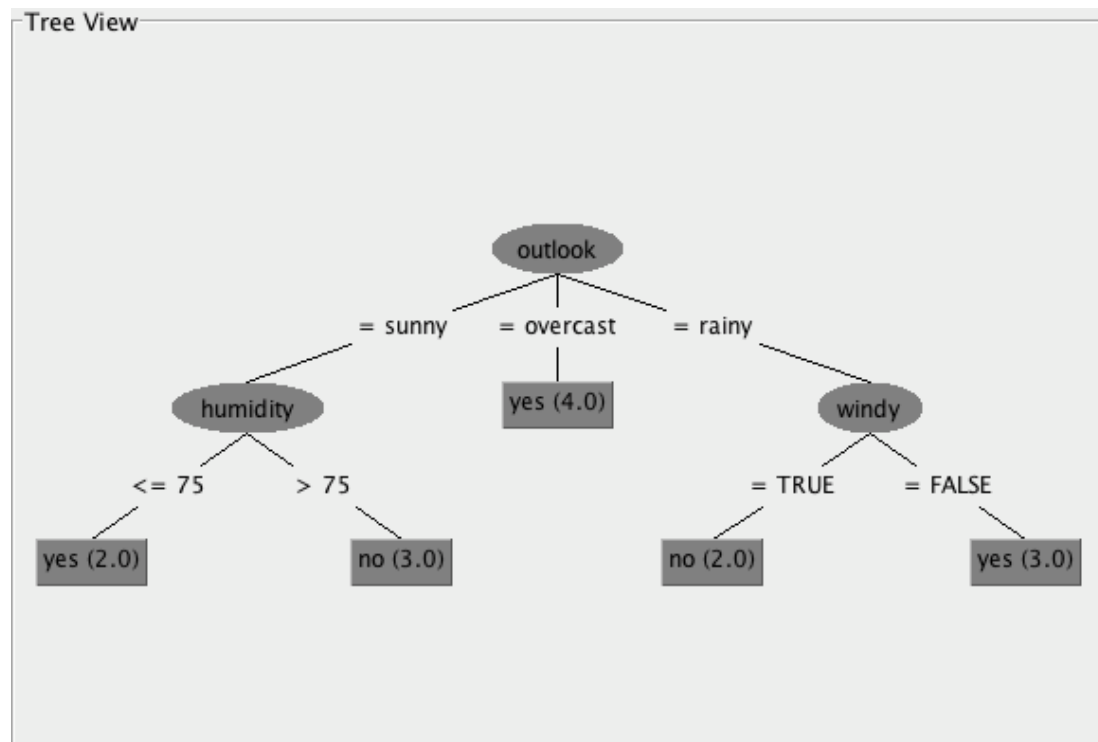 Tree View
outlook
= sunny = overcast = rainy
humidity yes (4.0) windy
<= 75 > 75 = TRUE = FALSE
yes (2.0) no (3.0) no (2.0) yes (3.0)